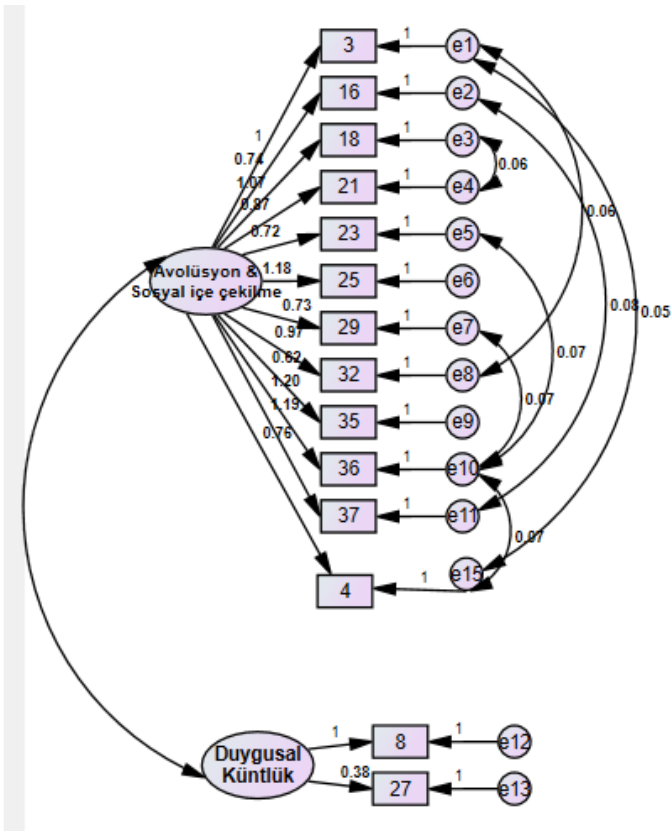 3 1 e1
16 1 e2
1
0.74
18 1 e3
1.07
0.06
21 1 e4
0.87
0.72
23 1 e5
0.06
Avolüsyon &
Sosyal içe çekilme
1.18
25 1 e6
0.73
0.08
0.05
29 1 e7
0.97
0.07
0.62
32 1 e8
1.20
0.07
1.19
35 1 e9
0.76
36 1 e10
37 1 e11
0.07
4 1 e15
Duygusal
Küntlük
1 8 1 e12
0.38 27 1 e13